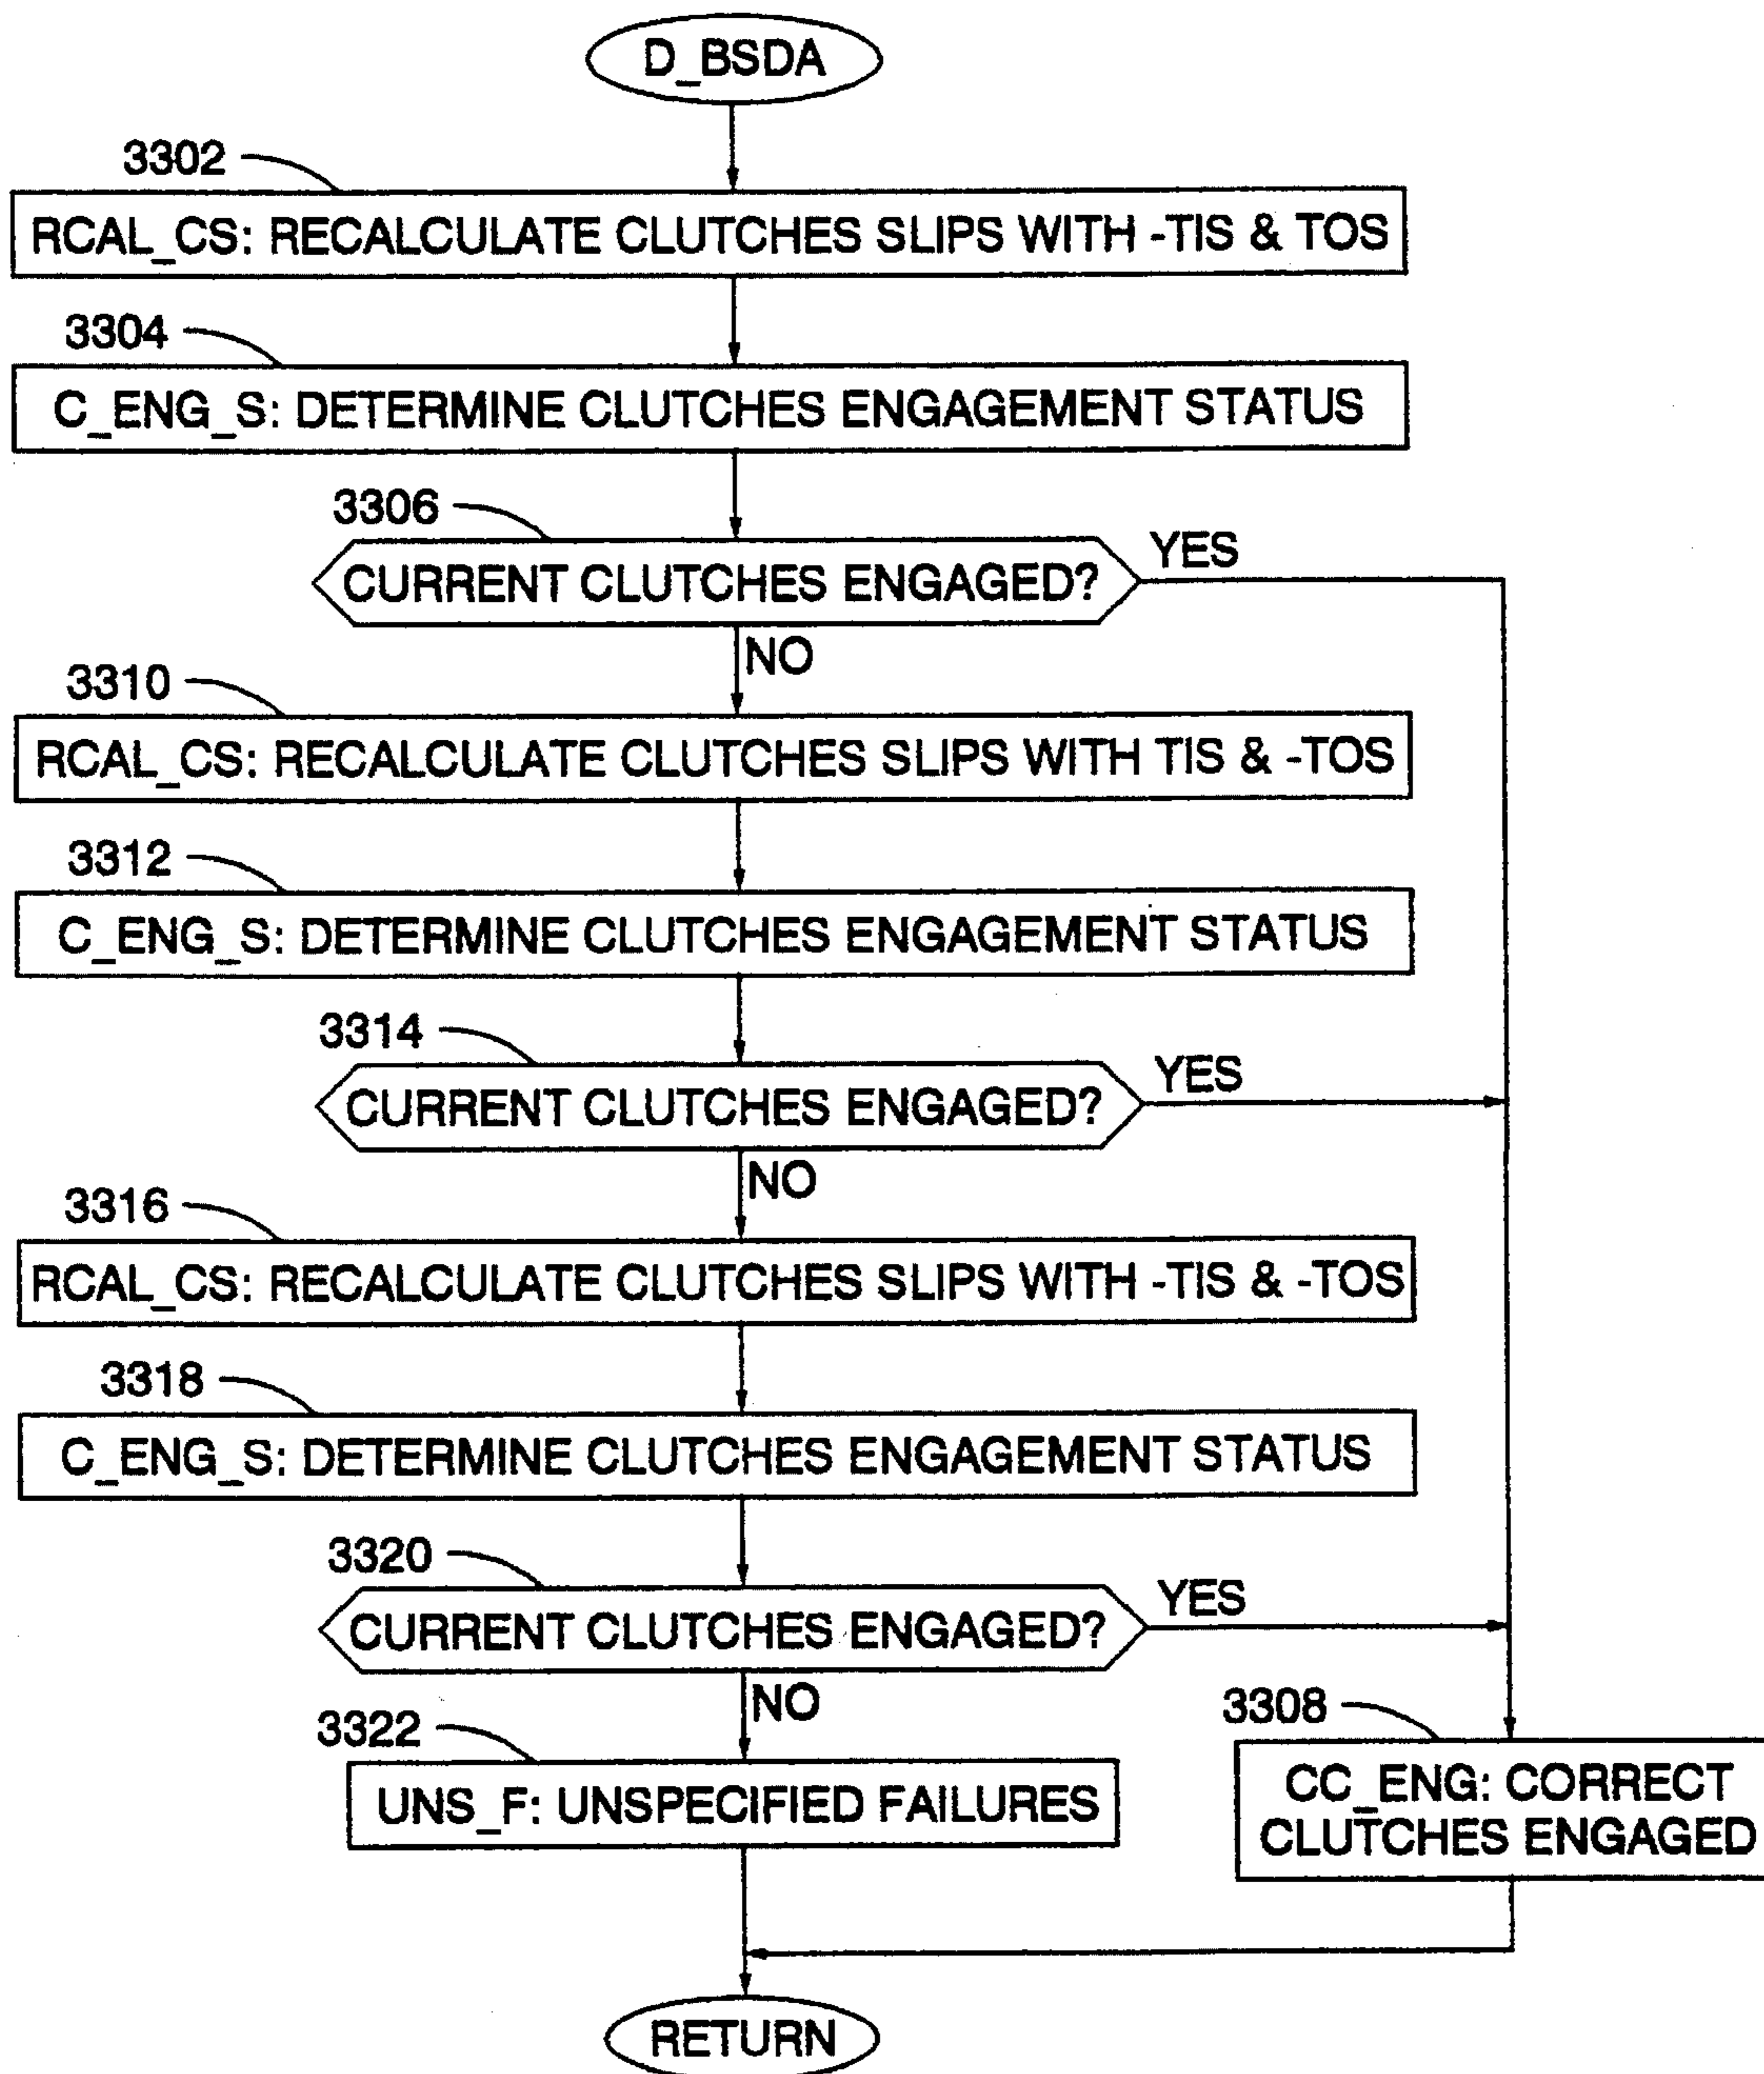 D_BSDA
3302
RCAL_CS: RECALCULATE CLUTCHES SLIPS WITH -TIS & TOS
3304
C_ENG_S: DETERMINE CLUTCHES ENGAGEMENT STATUS
3306
CURRENT CLUTCHES ENGAGED?
YES
NO
3310
RCAL_CS: RECALCULATE CLUTCHES SLIPS WITH TIS & -TOS
3312
C_ENG_S: DETERMINE CLUTCHES ENGAGEMENT STATUS
3314
CURRENT CLUTCHES ENGAGED?
YES
NO
3316
RCAL_CS: RECALCULATE CLUTCHES SLIPS WITH -TIS & -TOS
3318
C_ENG_S: DETERMINE CLUTCHES ENGAGEMENT STATUS
3320
CURRENT CLUTCHES ENGAGED?
YES
NO
3322
UNS_F: UNSPECIFIED FAILURES
3308
CC_ENG: CORRECT
CLUTCHES ENGAGED
RETURN